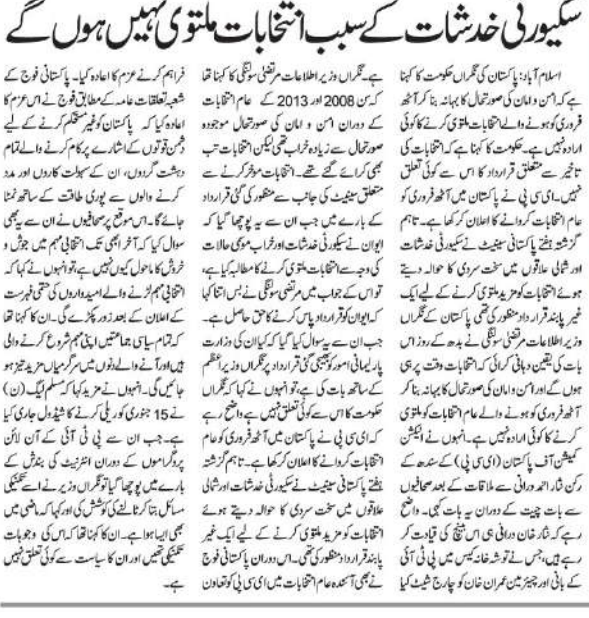 سکیورٹی خدشات کے سبب انتخابات ملتوی نہیں ہوں گے
اسلام آباد: پاکستان کی نگراں حکومت کا کہنا
ہے کہ امن و امان کی صورتحال کا بہانہ بنا کر آٹھ
فروری کو ہونے والے انتخابات ملتوی کرنے کا کوئی
ارادہ نہیں ہے۔ حکومت کا کہنا ہے کہ انتخابات کی
تاخیر سے متعلق قرارداد کا اس سے کوئی تعلق
نہیں۔ ای سی پی نے پاکستان میں آٹھ فروری کو
عام انتخابات کروانے کا اعلان کر رکھا ہے۔ تاہم
گزشتہ ہفتے پاکستانی سینیٹ نے سکیورٹی خدشات
اور شمالی علاقوں میں سخت سردی کا حوالہ دیتے
ہوئے انتخابات کو مزید ملتوی کرنے کے لیے ایک
غیر پابند قرارداد منظور کی تھی پاکستان کے نگراں
وزیر اطلاعات مرتضیٰ سولنگی نے بدھ کے روز اس
بات کی یقین دہانی کرائی کہ انتخابات وقت پر ہی
ہوں گے اور امن و امان کی صورتحال کا بہانہ بنا کر
آٹھ فروری کو ہونے والے عام انتخابات کو ملتوی
کرنے کا کوئی ارادہ نہیں ہے۔ انہوں نے الیکشن
کمیشن آف پاکستان (ای سی پی) کے سندھ کے
رکن نثار احمد درانی سے ملاقات کے بعد صحافیوں
سے بات چیت کے دوران یہ بات کہی۔ واضح
رہے کہ نثار خان درانی ہی اس بینچ کی قیادت کر
رہے ہیں، جس نے توشہ خانہ کیس میں پی ٹی آئی
کے بانی اور چیئرمین عمران خان کو چارج شیٹ کیا
ہے۔ نگراں وزیر اطلاعات مرتضیٰ سولنگی کا کہنا تھا
کہ سن 2008 اور 2013 کے عام انتخابات
کے دوران امن و امان کی صورتحال موجودہ
صورتحال سے زیادہ خراب تھی لیکن انتخابات تب
بھی کرائے گئے تھے۔ انتخابات موخر کرنے سے
متعلق سینیٹ کی جانب سے منظور کی گئی قرارداد
کے بارے میں جب ان سے یہ پوچھا گیا کہ
ایوان نے سکیورٹی خدشات اور خراب موسمی حالات
کی وجہ سے انتخابات ملتوی کرنے کا مطالبہ کیا ہے،
تو اس کے جواب میں مرتضیٰ سولنگی نے بس اتنا کہا
کہ ایوان کو قرارداد پاس کرنے کا حق حاصل ہے۔
جب ان سے یہ سوال کیا گیا کہ کیا ان کی وزارت
پارلیمانی امور کو بھیجی گئی قرارداد پر نگراں وزیر اعظم
کے ساتھ بات کی ہے، تو انہوں نے کہا کہ نگراں
حکومت کا اس سے کوئی تعلق نہیں ہے واضح رہے
کہ ای سی پی نے پاکستان میں آٹھ فروری کو عام
انتخابات کروانے کا اعلان کر رکھا ہے۔ تاہم گزشتہ
ہفتے پاکستانی سینیٹ نے سکیورٹی خدشات اور شمالی
علاقوں میں سخت سردی کا حوالہ دیتے ہوئے
انتخابات کو مزید ملتوی کرنے کے لیے ایک غیر
پابند قرارداد منظور کی تھی۔ اس دوران پاکستانی فوج
نے بھی آئندہ عام انتخابات میں ای سی پی کو تعاون
فراہم کرنے عزم کا اعادہ کیا۔ پاکستانی فوج کے
شعبہ تعلقات عامہ کے مطابق فوج نے اس عزم کا
اعادہ کیا کہ پاکستان کو غیر مستحکم کرنے کے لیے
دشمن قوتوں کے اشارے پر کام کرنے والے تمام
دہشت گردوں، ان کے سہولت کاروں اور مدد
کرنے والوں سے پوری طاقت کے ساتھ نمٹا
جائے گا۔ اس موقع پر صحافیوں نے ان سے یہ بھی
سوال کیا کہ آخر ابھی تک انتخابی مہم میں جوش و
خروش کا ماحول کیوں نہیں ہے، تو انہوں نے کہا کہ
انتخابی مہم لڑنے والے امیدواروں کی حتمی فہرست
کے اعلان کے بعد زور پکڑے گی۔ ان کا کہنا تھا
کہ تمام سیاسی جماعتیں اپنی مہم شروع کرنے والی
ہیں اور آنے والے دنوں میں سرگرمیاں مزید تیز ہو
جائیں گی۔ انہوں نے مزید کہا کہ مسلم لیگ (ن)
نے 15 جنوری کو ریلی کرنے کا شیڈول جاری کیا
ہے۔ جب ان سے پی ٹی آئی کے آن لائن
پروگراموں کے دوران انٹرنیٹ کی بندش کے
بارے میں پوچھا گیا تو نگراں وزیر نے اسے تکنیکی
مسائل بتا کر ٹالنے کی کوشش کی اور کہا کہ ماضی میں
بھی ایسا ہوا ہے۔ ان کا کہنا تھا کہ اس کی وجوہات
تکنیکی تھیں اور ان کا سیاست سے کوئی تعلق نہیں
ہے۔